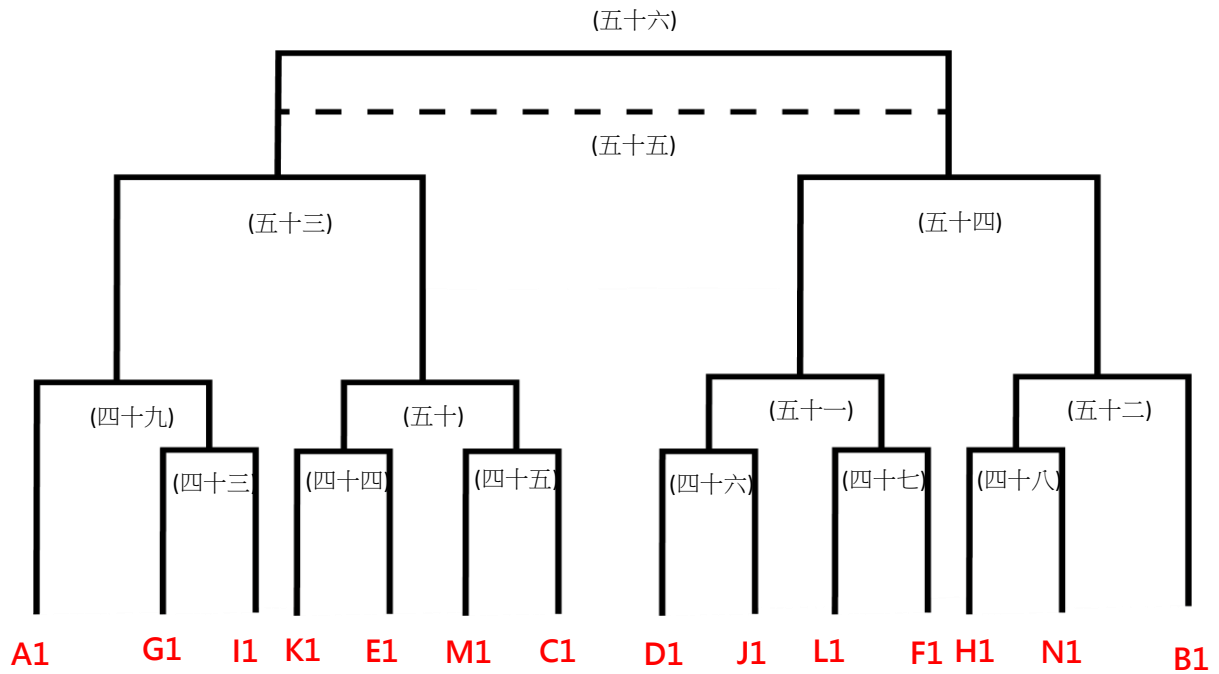 (五十六)
(五十五)
(五十三) (五十四)
(四十九) (五十) (五十一) (五十二)
(四十三) (四十四) (四十五) (四十六) (四十七) (四十八)
A1 G1 I1 K1 E1 M1 C1 D1 J1 L1 F1 H1 N1 B1